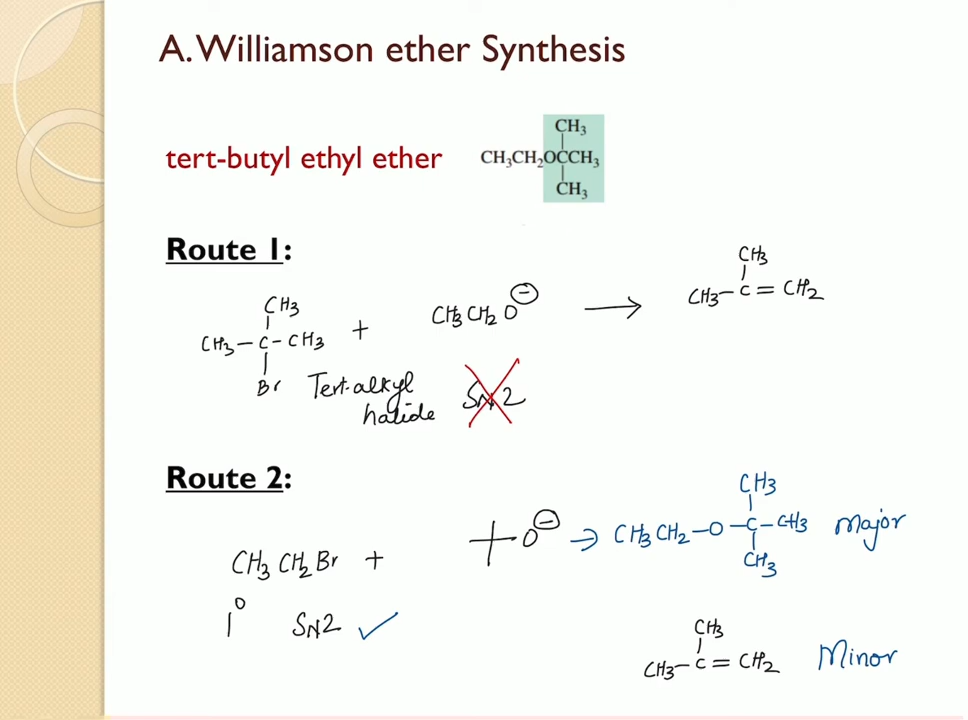 A. Williamson ether Synthesis
CH₃
tert-butyl ethyl ether CH₃CH₂OCCH₃
CH₃
Route 1:
CH₃
CH₃-C=CH₂
CH₃
CH₃-C-CH₃ + CH₃CH₂O⊖ →
Br Tert-alkyl
halide SN2
Route 2:
CH₃
CH₃CH₂Br + O⊖ → CH₃CH₂-O-C-CH₃ Major
CH₃
1° SN2 ✓
CH₃
CH₃-C=CH₂ Minor